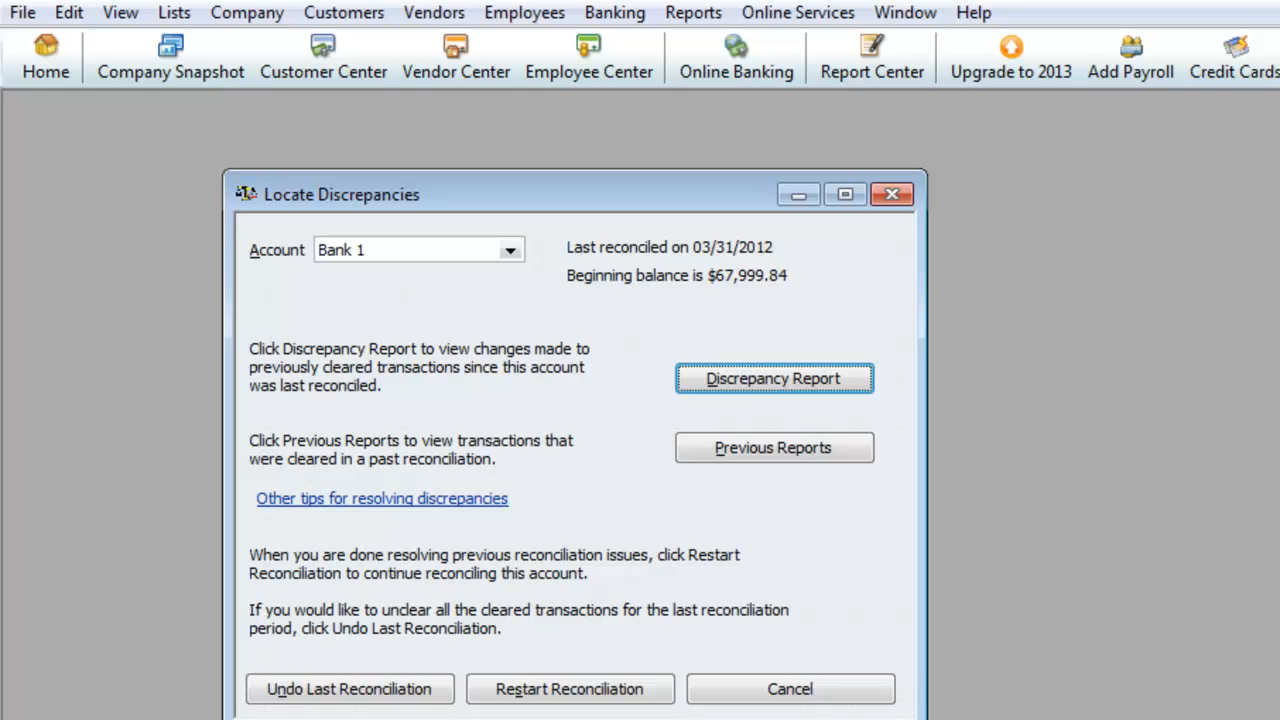 File Edit View Lists Company Customers Vendors Employees Banking Reports Online Services Window Help
Home Company Snapshot Customer Center Vendor Center Employee Center Online Banking Report Center Upgrade to 2013 Add Payroll Credit Cards
Locate Discrepancies
Account Bank 1
Last reconciled on 03/31/2012
Beginning balance is $67,999.84
Click Discrepancy Report to view changes made to
previously cleared transactions since this account
was last reconciled.
Discrepancy Report
Click Previous Reports to view transactions that
were cleared in a past reconciliation.
Previous Reports
Other tips for resolving discrepancies
When you are done resolving previous reconciliation issues, click Restart
Reconciliation to continue reconciling this account.
If you would like to unclear all the cleared transactions for the last reconciliation
period, click Undo Last Reconciliation.
Undo Last Reconciliation Restart Reconciliation Cancel